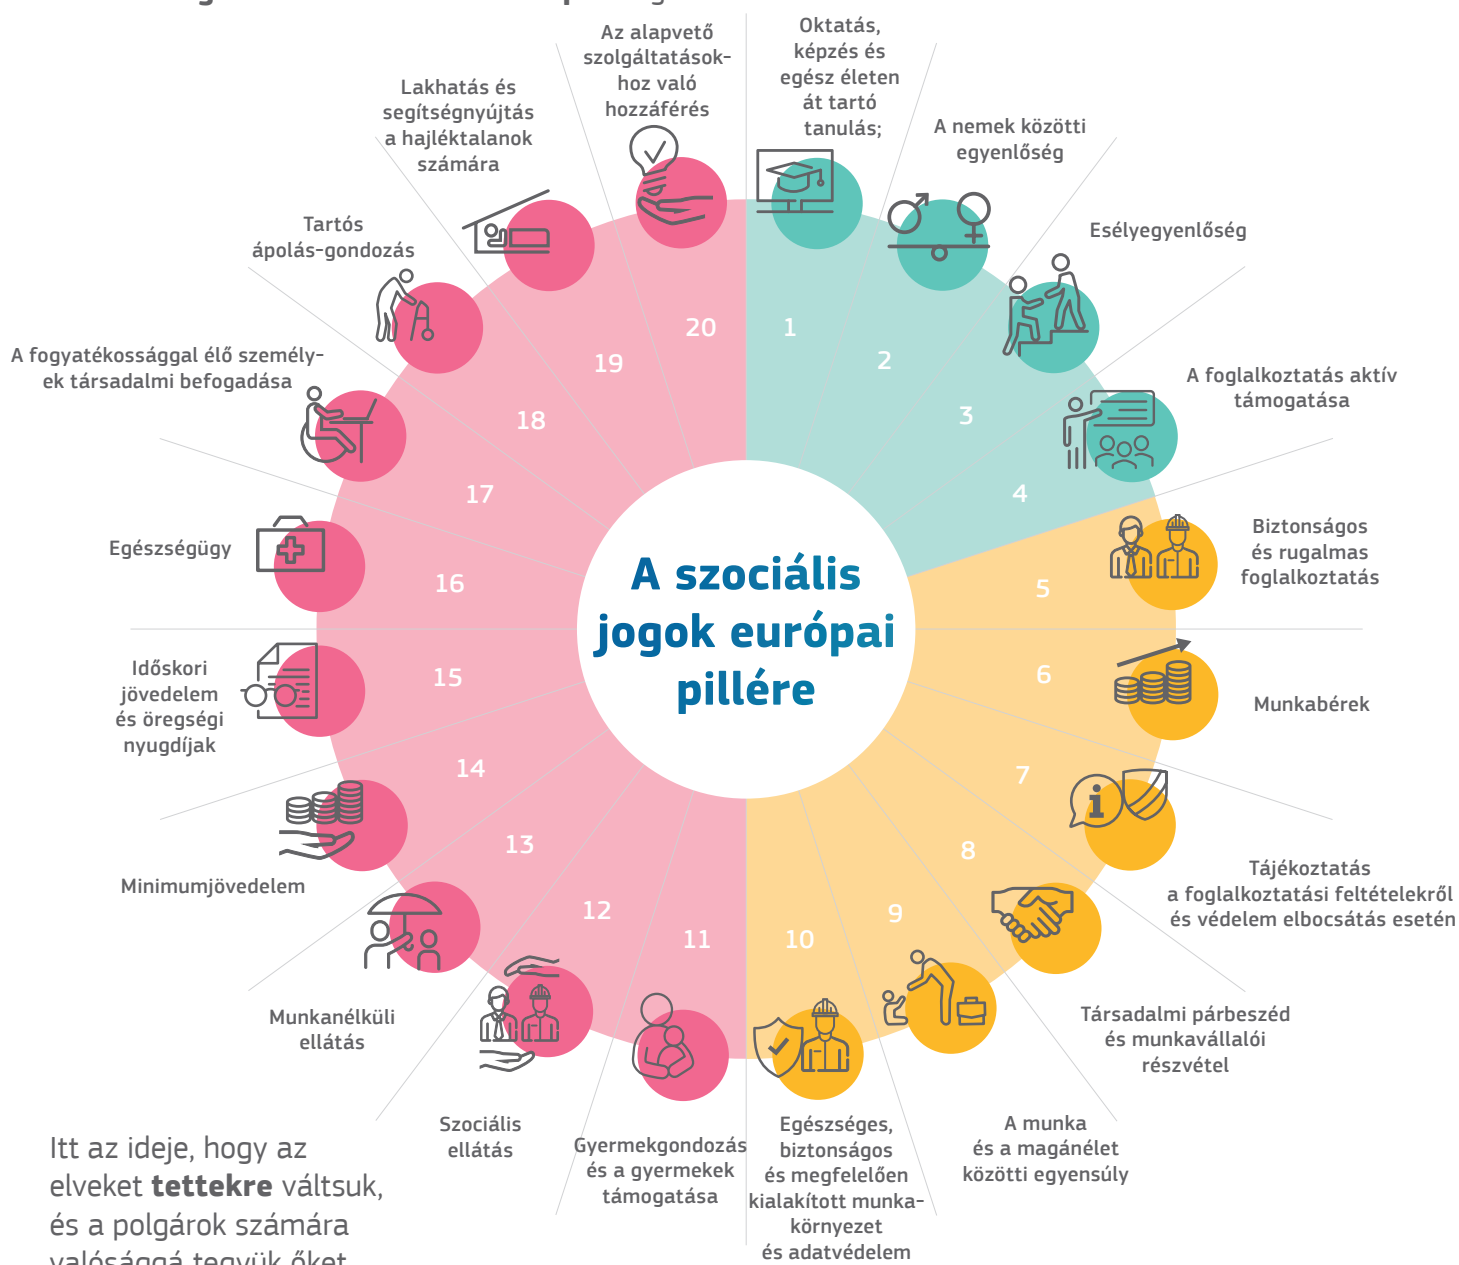 Az alapvető
szolgáltatások-
hoz való
hozzáférés
Oktatás,
képzés és
egész életen
át tartó
tanulás;
A nemek közötti
egyenlőség
Esélyegyenlőség
A foglalkoztatás aktív
támogatása
Biztonságos
és rugalmas
foglalkoztatás
Munkabérek
Tájékoztatás
a foglalkoztatási feltételekről
és védelem elbocsátás esetén
Társadalmi párbeszéd
és munkavállalói
részvétel
A munka
és a magánélet
közötti egyensúly
Egészséges,
biztonságos
és megfelelően
kialakított munka-
környezet
és adatvédelem
Gyermekgondozás
és a gyermekek
támogatása
Szociális
ellátás
Munkanélküli
ellátás
Minimumjövedelem
Időskori
jövedelem
és öregségi
nyugdíjak
Egészségügy
A fogyatékossággal élő személy-
ek társadalmi befogadása
Tartós
ápolás-gondozás
Lakhatás és
segítségnyújtás
a hajléktalanok
számára
1
2
3
4
5
6
7
8
9
10
11
12
13
14
15
16
17
18
19
20
A szociális
jogok európai
pillére
Itt az ideje, hogy az
elveket tettekre váltsuk,
és a polgárok számára
valósággá tegyük őket